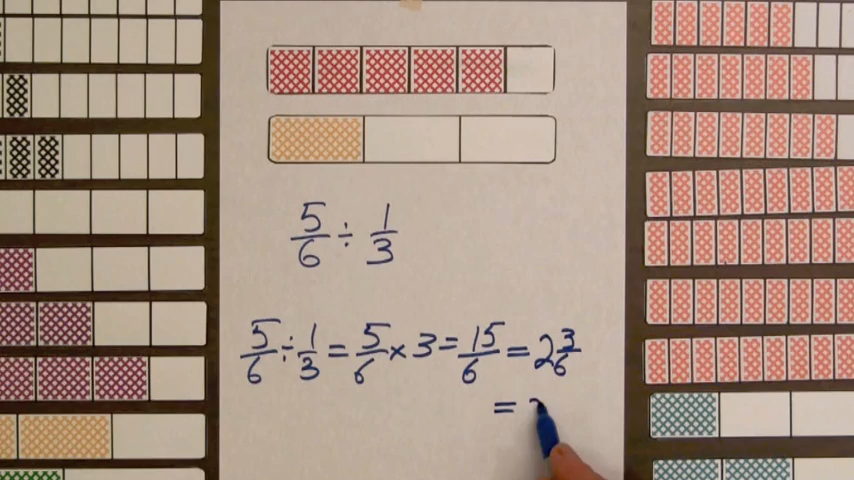 5/6 ÷ 1/3
5/6 ÷ 1/3 = 5/6 × 3 = 15/6 = 2 3/6
=